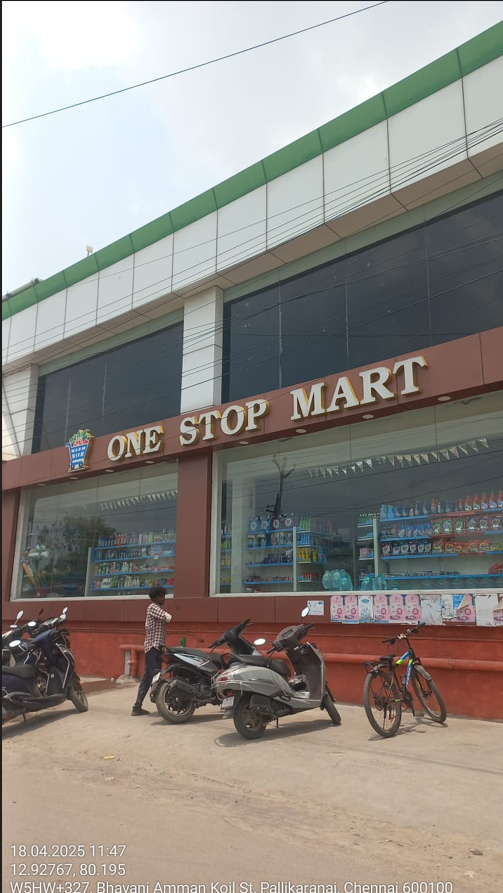 ONE STOP MART
18.04.2025 11:47
12.92767, 80.195
W5HW+327, Bhavani Amman Koil St, Pallikaranai, Chennai 600100